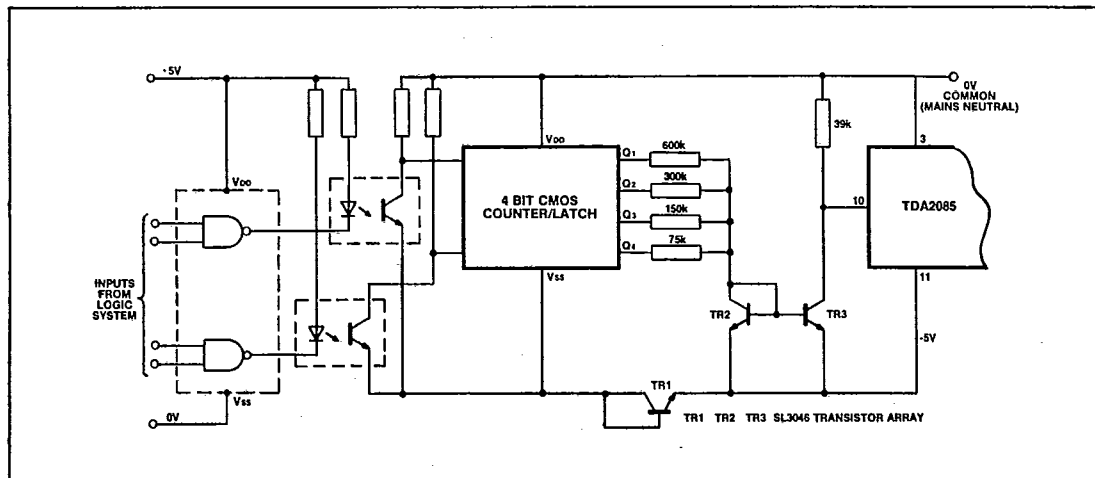 +5V
VDD
INPUTS
FROM
LOGIC
SYSTEM
VSS
0V
VDD
4 BIT CMOS
COUNTER/LATCH
VSS
Q1
600k
Q2
300k
Q3
150k
Q4
75k
0V
COMMON
(MAINS NEUTRAL)
39k
3
10
TDA2085
11
-5V
TR2
TR3
TR1
TR1 TR2 TR3 SL3046 TRANSISTOR ARRAY